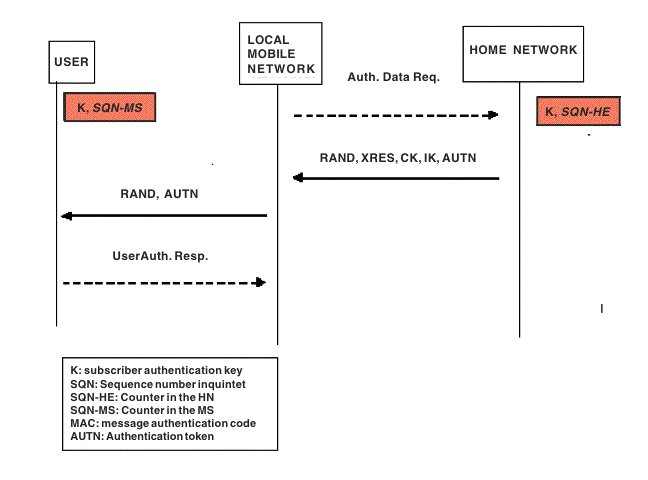 USER
LOCAL
MOBILE
NETWORK
HOME NETWORK
Auth. Data Req.
K, SQN-MS
K, SQN-HE
RAND, XRES, CK, IK, AUTN
RAND, AUTN
UserAuth. Resp.
K: subscriber authentication key
SQN: Sequence number inquintet
SQN-HE: Counter in the HN
SQN-MS: Counter in the MS
MAC: message authentication code
AUTN: Authentication token